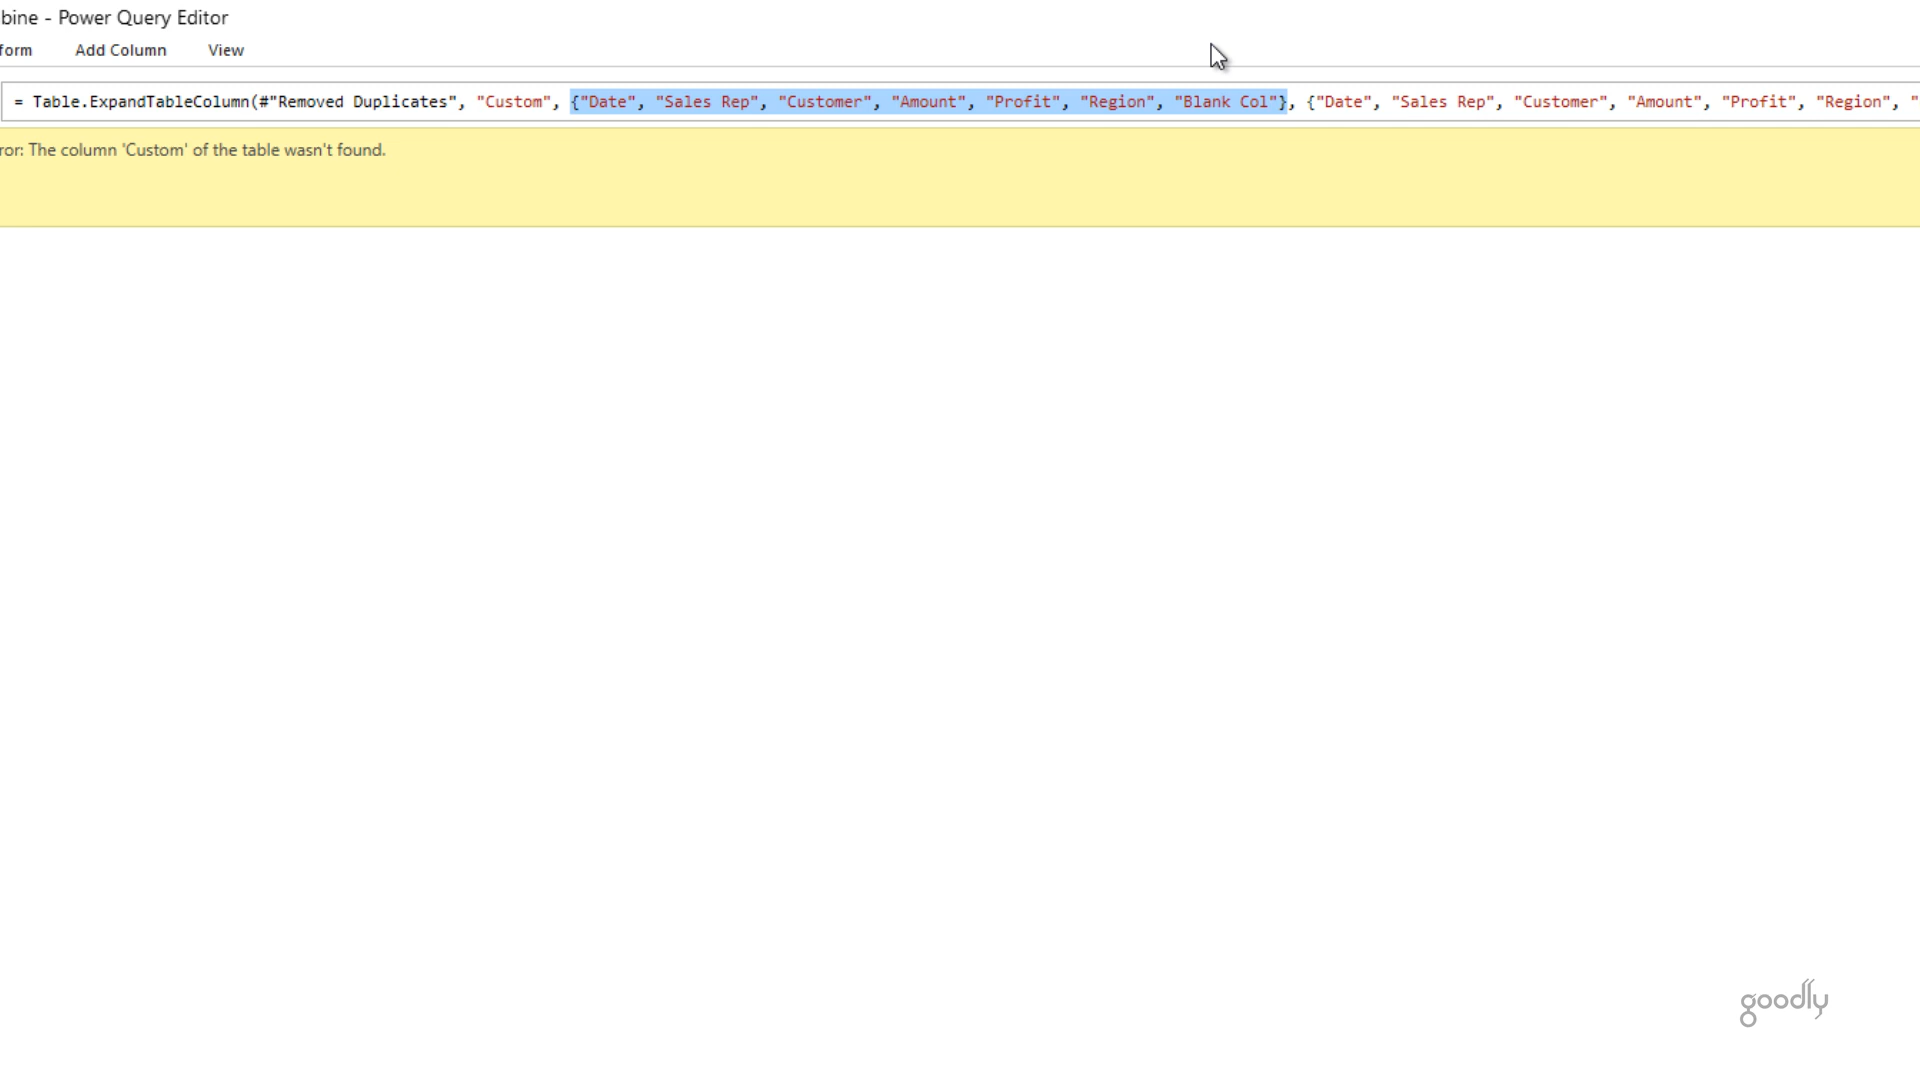 bine - Power Query Editor
form Add Column View
= Table.ExpandTableColumn(#"Removed Duplicates", "Custom", {"Date", "Sales Rep", "Customer", "Amount", "Profit", "Region", "Blank Col"}, {"Date", "Sales Rep", "Customer", "Amount", "Profit", "Region", "
ror: The column 'Custom' of the table wasn't found.
goodly